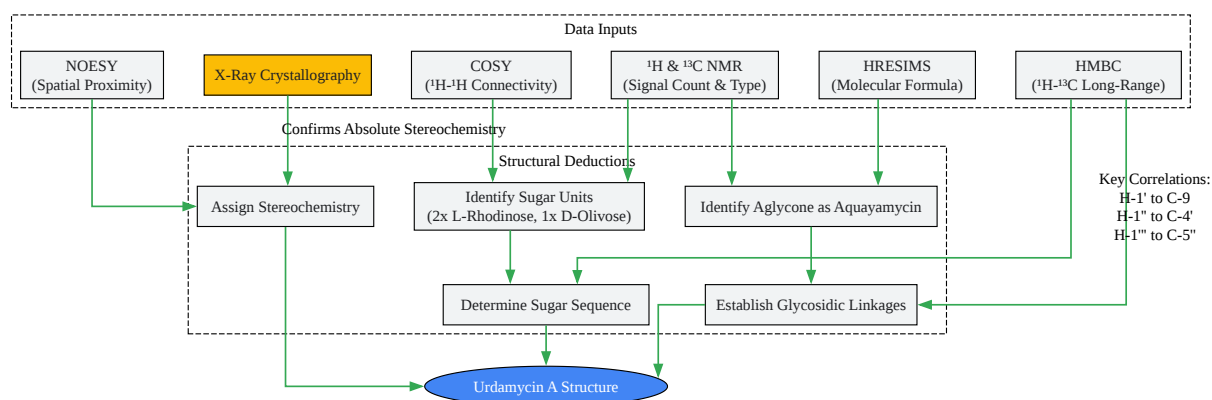 Data Inputs
NOESY
(Spatial Proximity)
X-Ray Crystallography
COSY
(¹H-¹H Connectivity)
¹H & ¹³C NMR
(Signal Count & Type)
HRESIMS
(Molecular Formula)
HMBC
(¹H-¹³C Long-Range)
Confirms Absolute Stereochemistry
Structural Deductions
Key Correlations:
H-1' to C-9
H-1'' to C-4'
H-1''' to C-5''
Assign Stereochemistry
Identify Sugar Units
(2x L-Rhodinose, 1x D-Olivose)
Identify Aglycone as Aquayamycin
Determine Sugar Sequence
Establish Glycosidic Linkages
Urdamycin A Structure